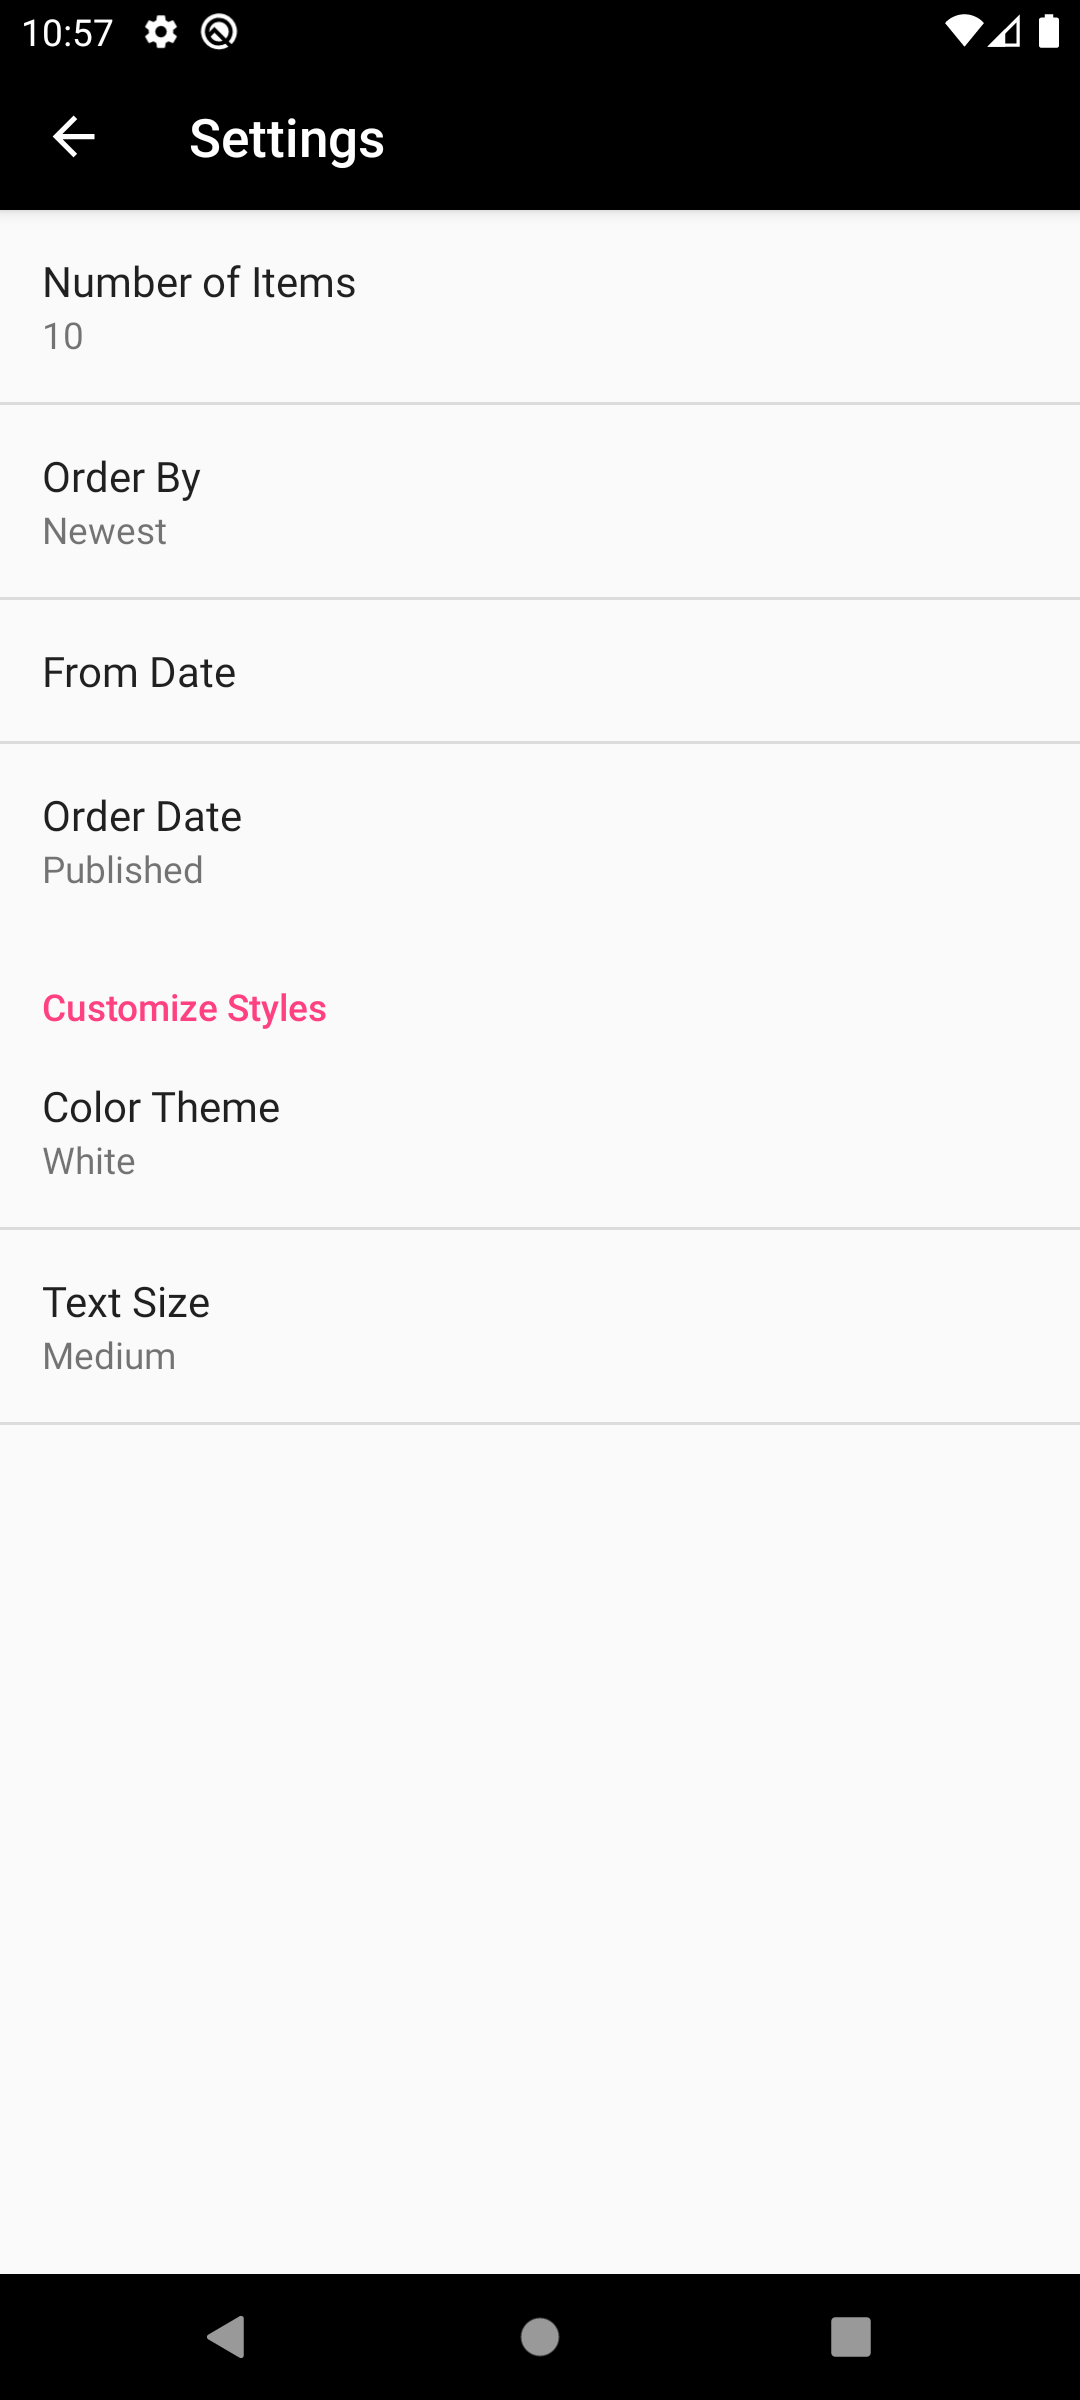 10:57
Settings
Number of Items
10
Order By
Newest
From Date
Order Date
Published
Customize Styles
Color Theme
White
Text Size
Medium